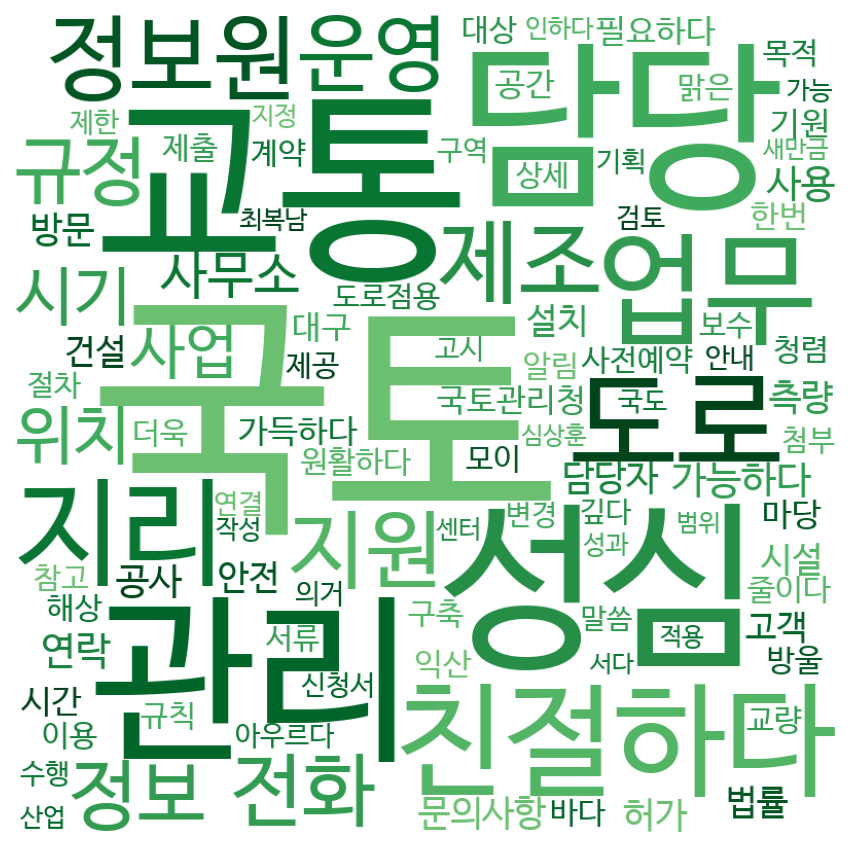 정보원 운영 대상 인하다 필요하다 목적
담당 공간 맑은 가능
제한 교통 지정 기원
규정 제출 계약 구역 상세 기획 새만금 사용
방문 최복남 검토 한번
시기 사무소 제조 업무
도로점용 설치 보수
건설 사업 대구 제공 고시 알림 사전예약 안내 청렴
절차 국토 국토관리청 도로 국도 측량
위치 더욱 가득하다 심상훈 첨부
원활하다 모이 담당자 가능하다
지리 연결 지원 센터 변경 깊다 범위 마당
작성 성심 성과
참고 공사 안전 의거 시설 줄이다
해상 관리 구축 말씀 고객
연락 서류 익산 서다 적용 방울
시간 신청서 친절하다
이용 규칙 아우르다 교량
수행 정보 전화 법률
산업 문의사항 바다 허가